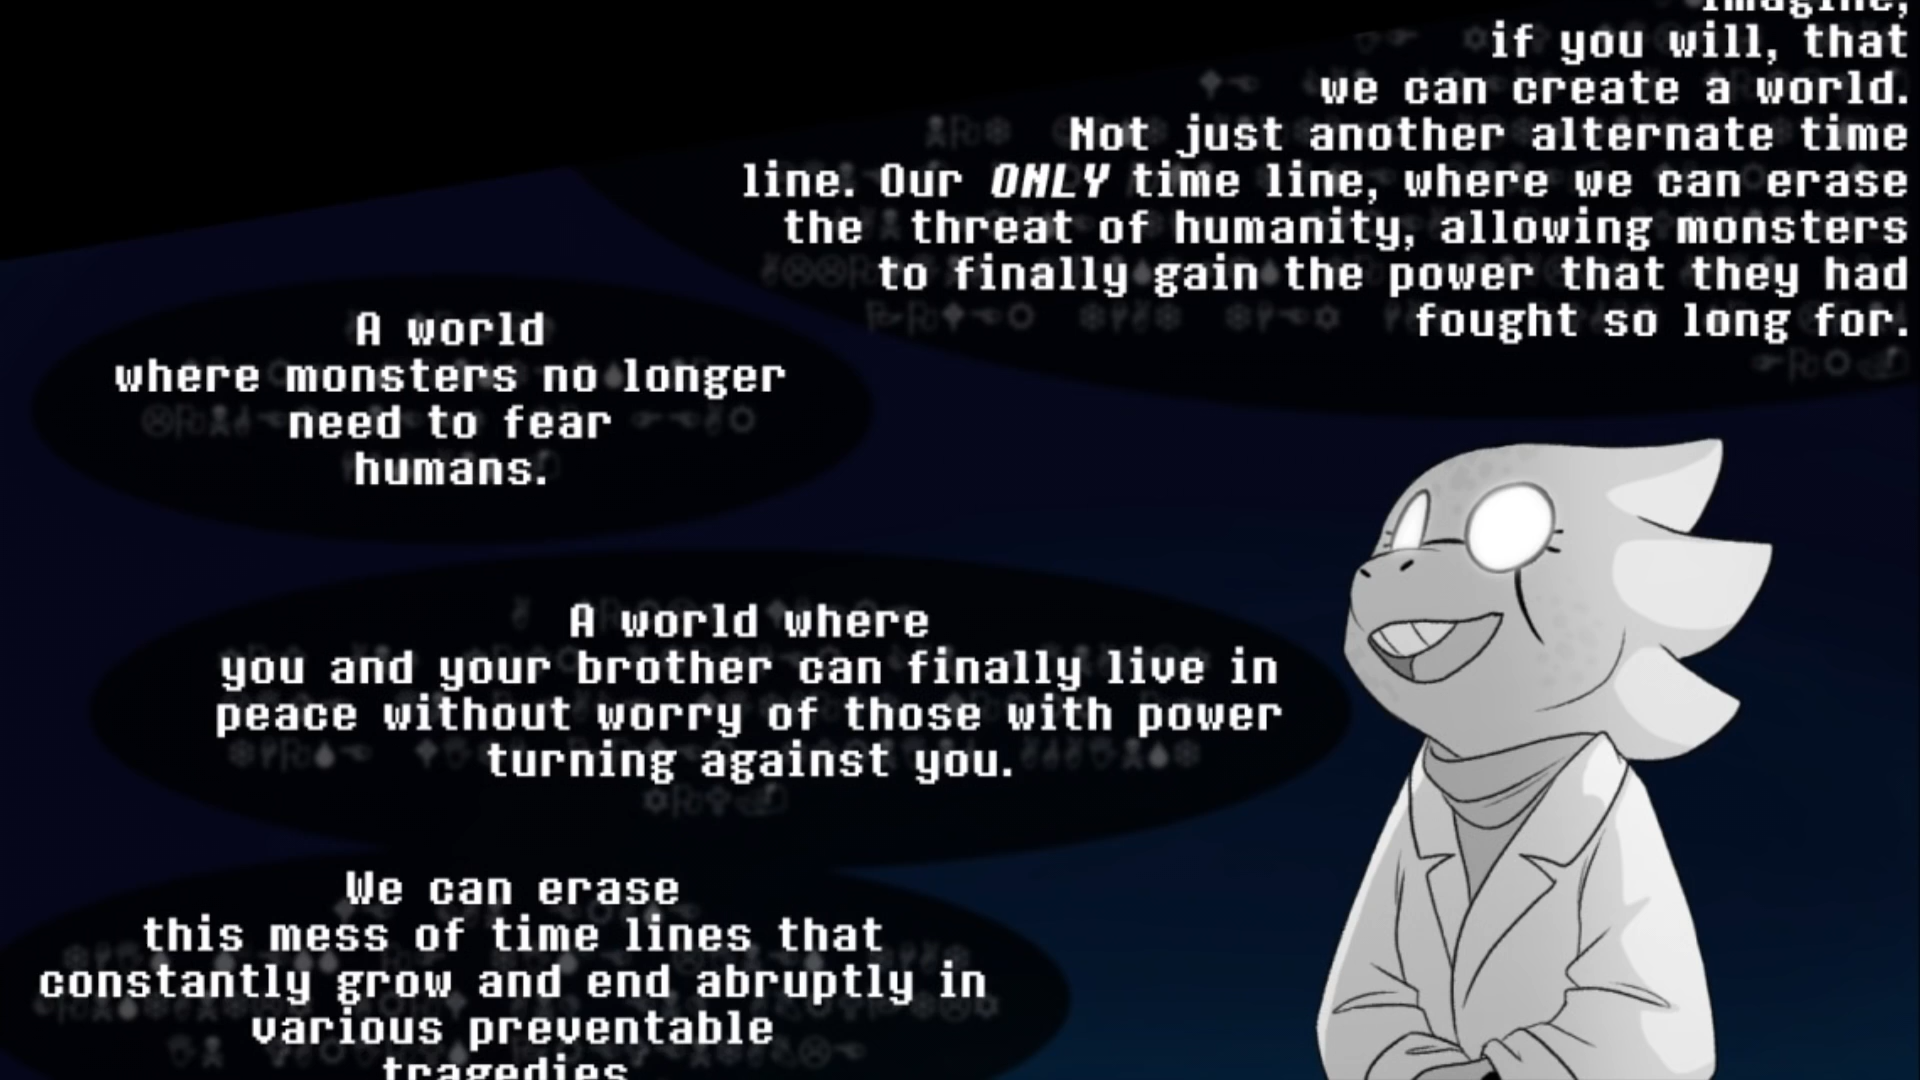 Imagine,
if you will, that
we can create a world.
Not just another alternate time
line. Our ONLY time line, where we can erase
the threat of humanity, allowing monsters
to finally gain the power that they had
fought so long for.
A world
where monsters no longer
need to fear
humans.
A world where
you and your brother can finally live in
peace without worry of those with power
turning against you.
We can erase
this mess of time lines that
constantly grow and end abruptly in
various preventable
tragedies